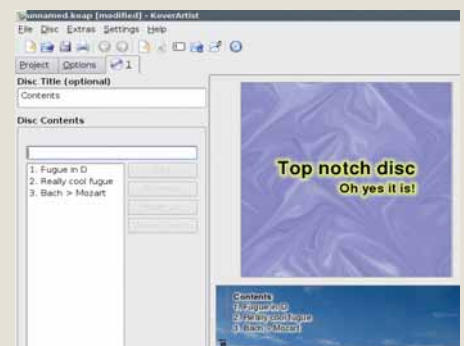 unnamed.keap [modified] - KoverArtist
File Disc Extras Settings Help
Project Options 1
Disc Title (optional)
Contents
Disc Contents
1. Fugue in D
2. Really cool fugue
3. Bach > Mozart
Top notch disc
Oh yes it is!
Contents
1. Fugue in D
2. Really cool fugue
3. Bach > Mozart